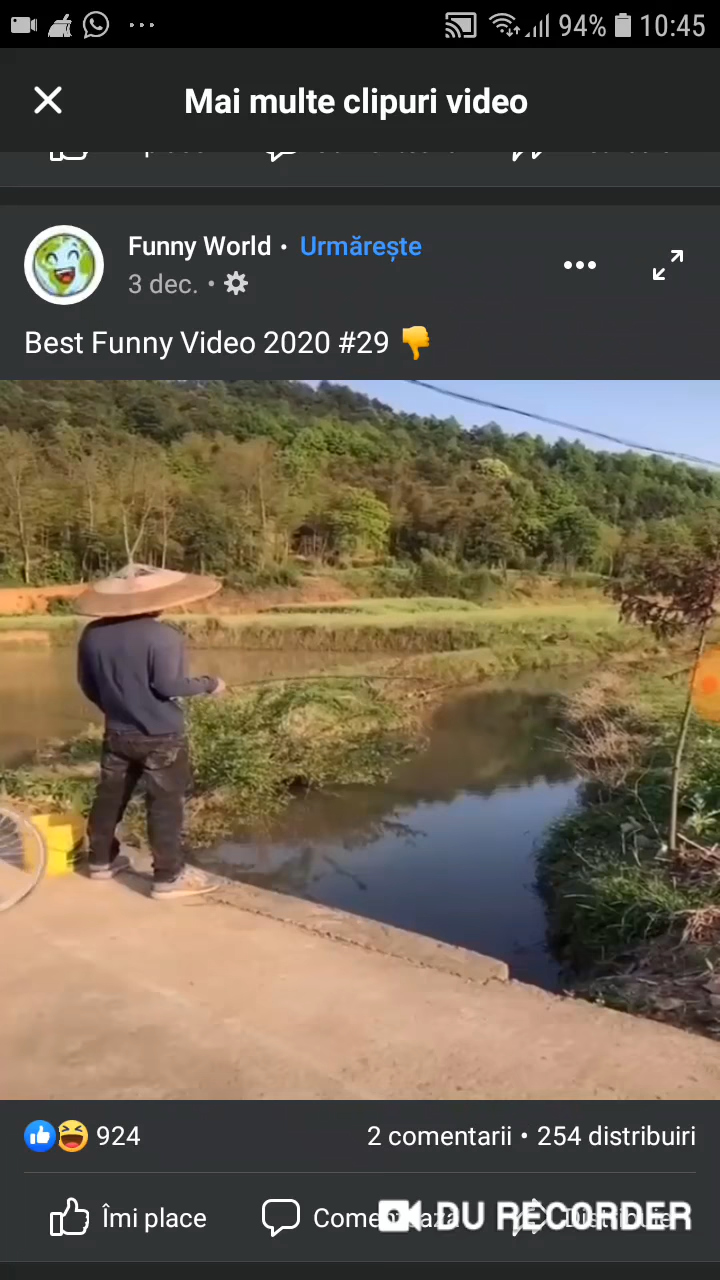 94% 10:45
Mai multe clipuri video
Funny World • Urmărește
3 dec. •
Best Funny Video 2020 #29 👎
924 2 comentarii • 254 distribuiri
Îmi place
DU RECORDER